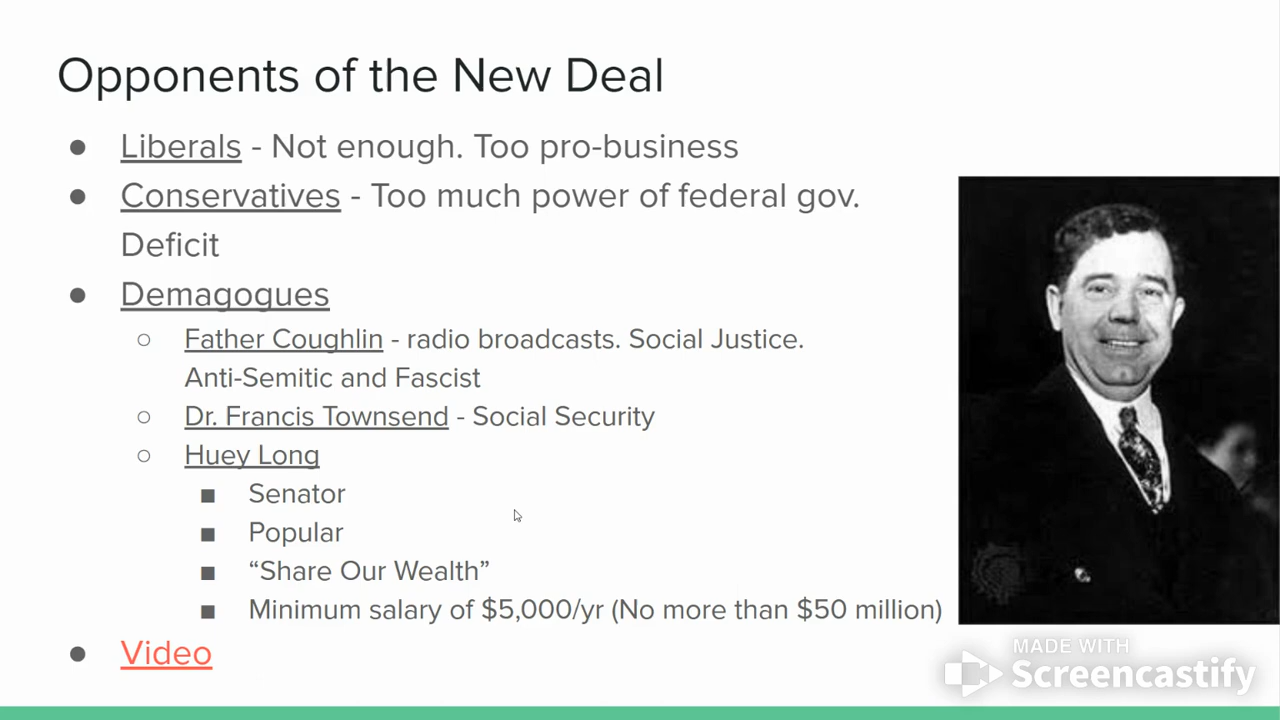 Opponents of the New Deal
● Liberals - Not enough. Too pro-business
● Conservatives - Too much power of federal gov.
Deficit
● Demagogues
○ Father Coughlin - radio broadcasts. Social Justice.
Anti-Semitic and Fascist
○ Dr. Francis Townsend - Social Security
○ Huey Long
■ Senator
■ Popular
■ “Share Our Wealth”
■ Minimum salary of $5,000/yr (No more than $50 million)
● Video
MADE WITH
Screencastify